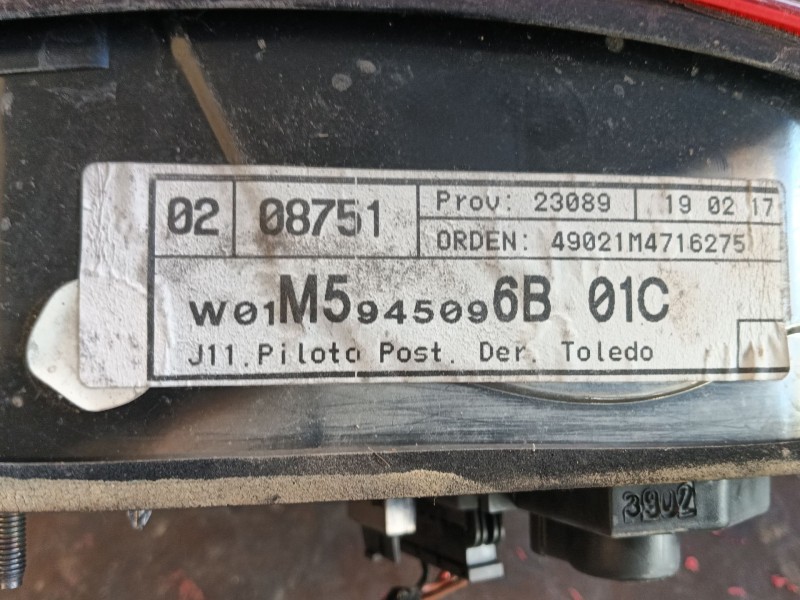 02 08751 Prov: 23089 19 02 17
ORDEN: 49021M4716275
W01M5945096B 01C
J11.Piloto Post. Der. Toledo
3902